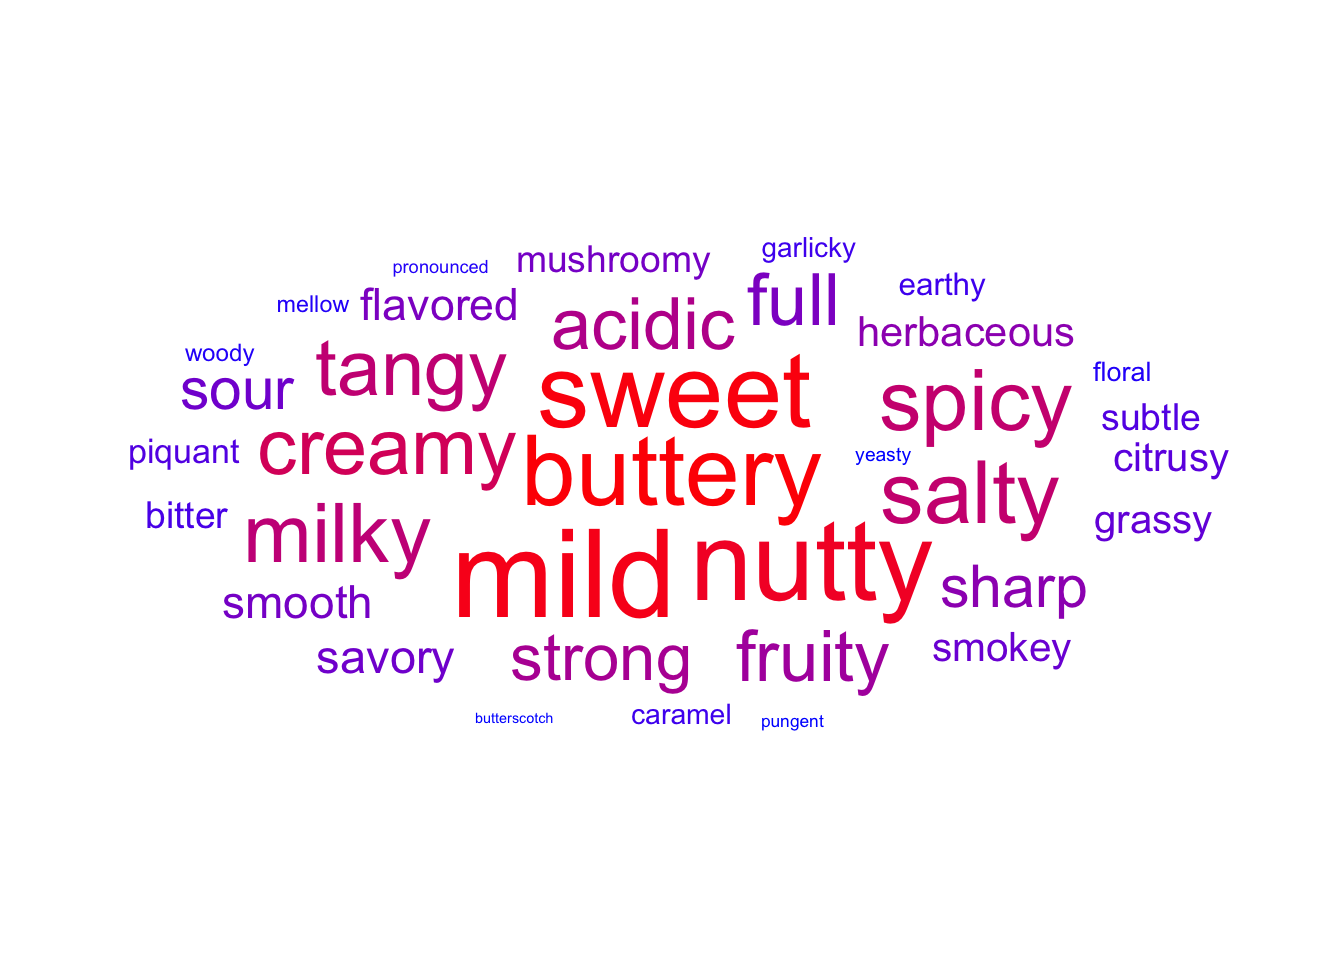 garlicky
pronounced mushroomy
earthy
mellow flavored acidic full herbaceous
woody
sour tangy sweet spicy floral
subtle
piquant creamy buttery yeasty citrusy
salty
bitter milky grassy
mild nutty sharp
smooth
savory strong fruity smokey
butterscotch caramel pungent